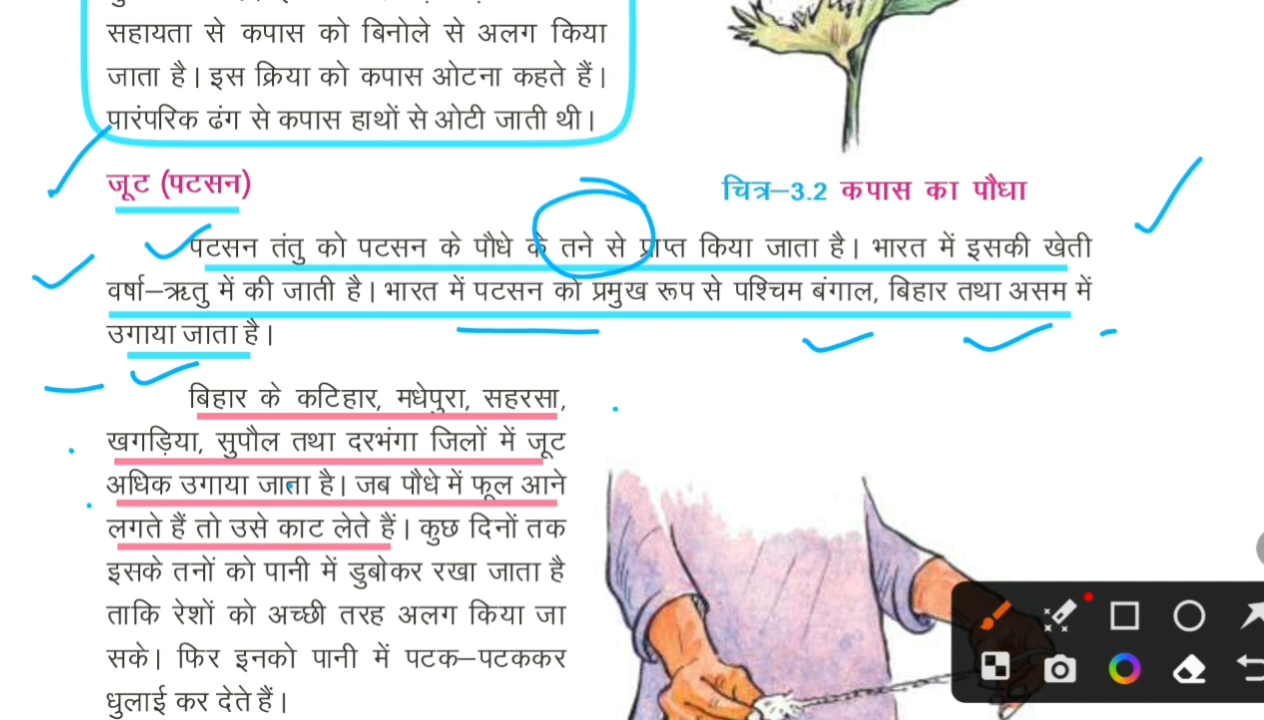 सहायता से कपास को बिनोले से अलग किया
जाता है। इस क्रिया को कपास ओटना कहते हैं।
पारंपरिक ढंग से कपास हाथों से ओटी जाती थी।
जूट (पटसन)
चित्र–3.2 कपास का पौधा
पटसन तंतु को पटसन के पौधे के तने से प्राप्त किया जाता है। भारत में इसकी खेती
वर्षा–ऋतु में की जाती है। भारत में पटसन को प्रमुख रूप से पश्चिम बंगाल, बिहार तथा असम में
उगाया जाता है।
बिहार के कटिहार, मधेपुरा, सहरसा,
खगड़िया, सुपौल तथा दरभंगा जिलों में जूट
अधिक उगाया जाता है। जब पौधे में फूल आने
लगते हैं तो उसे काट लेते हैं। कुछ दिनों तक
इसके तनों को पानी में डुबोकर रखा जाता है
ताकि रेशों को अच्छी तरह अलग किया जा
सके। फिर इनको पानी में पटक–पटककर
धुलाई कर देते हैं।